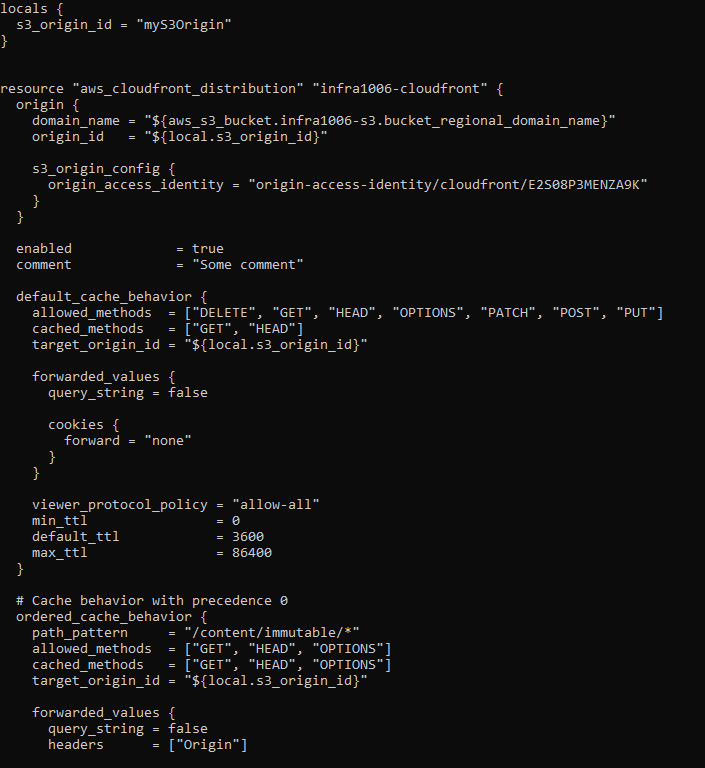 locals {
  s3_origin_id = "myS3Origin"
}
resource "aws_cloudfront_distribution" "infra1006-cloudfront" {
  origin {
    domain_name = "${aws_s3_bucket.infra1006-s3.bucket_regional_domain_name}"
    origin_id   = "${local.s3_origin_id}"
    s3_origin_config {
      origin_access_identity = "origin-access-identity/cloudfront/E2S08P3MENZA9K"
    }
  }
  enabled             = true
  comment             = "Some comment"
  default_cache_behavior {
    allowed_methods  = ["DELETE", "GET", "HEAD", "OPTIONS", "PATCH", "POST", "PUT"]
    cached_methods   = ["GET", "HEAD"]
    target_origin_id = "${local.s3_origin_id}"
    forwarded_values {
      query_string = false
      cookies {
        forward = "none"
      }
    }
    viewer_protocol_policy = "allow-all"
    min_ttl                = 0
    default_ttl            = 3600
    max_ttl                = 86400
  }
  # Cache behavior with precedence 0
  ordered_cache_behavior {
    path_pattern     = "/content/immutable/*"
    allowed_methods  = ["GET", "HEAD", "OPTIONS"]
    cached_methods   = ["GET", "HEAD", "OPTIONS"]
    target_origin_id = "${local.s3_origin_id}"
    forwarded_values {
      query_string = false
      headers      = ["Origin"]